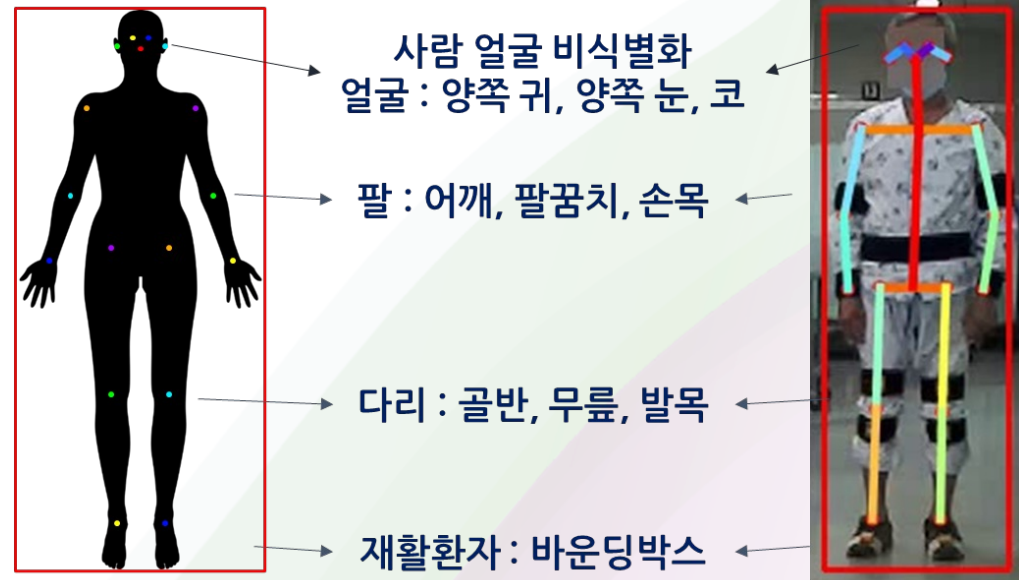 사람 얼굴 비식별화
얼굴 : 양쪽 귀, 양쪽 눈, 코
팔 : 어깨, 팔꿈치, 손목
다리 : 골반, 무릎, 발목
재활환자 : 바운딩박스